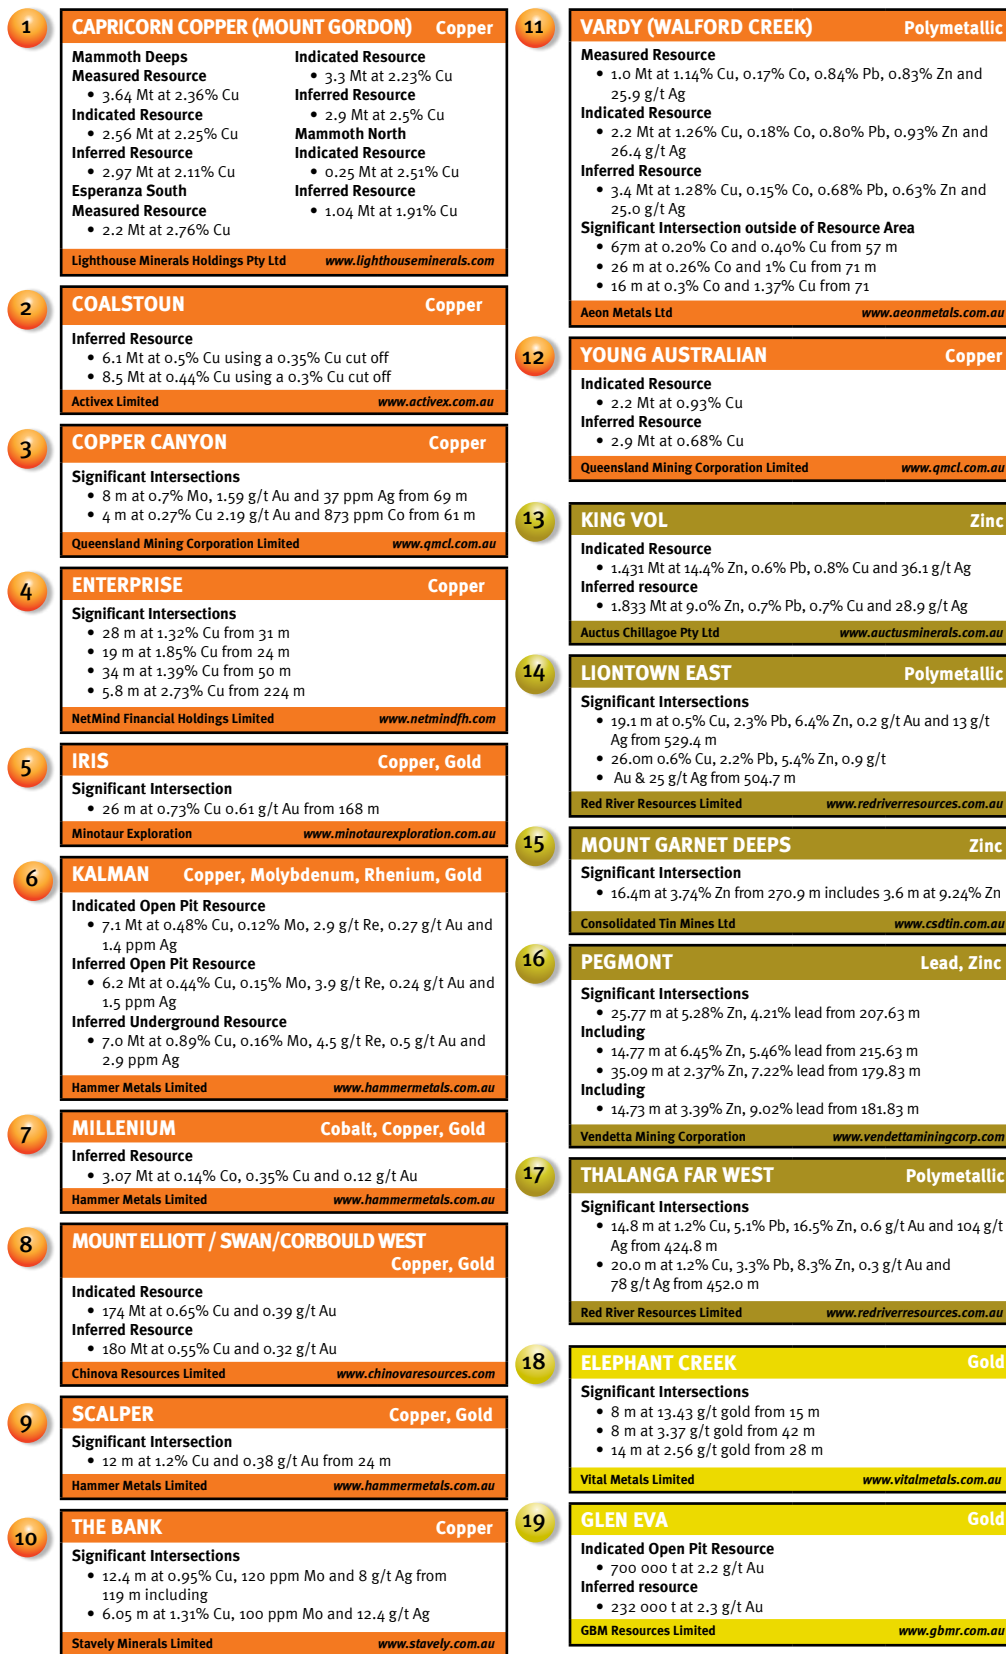 1
CAPRICORN COPPER (MOUNT GORDON) Copper
Mammoth Deeps
Measured Resource
• 3.64 Mt at 2.36% Cu
Indicated Resource
• 2.56 Mt at 2.25% Cu
Inferred Resource
• 2.97 Mt at 2.11% Cu
Esperanza South
Measured Resource
• 2.2 Mt at 2.76% Cu
Indicated Resource
• 3.3 Mt at 2.23% Cu
Inferred Resource
• 2.9 Mt at 2.5% Cu
Mammoth North
Indicated Resource
• 0.25 Mt at 2.51% Cu
Inferred Resource
• 1.04 Mt at 1.91% Cu
Lighthouse Minerals Holdings Pty Ltd www.lighthouseminerals.com
2
COALSTOUN Copper
Inferred Resource
• 6.1 Mt at 0.5% Cu using a 0.35% Cu cut off
• 8.5 Mt at 0.44% Cu using a 0.3% Cu cut off
Activex Limited www.activex.com.au
3
COPPER CANYON Copper
Significant Intersections
• 8 m at 0.7% Mo, 1.59 g/t Au and 37 ppm Ag from 69 m
• 4 m at 0.27% Cu 2.19 g/t Au and 873 ppm Co from 61 m
Queensland Mining Corporation Limited www.qmcl.com.au
4
ENTERPRISE Copper
Significant Intersections
• 28 m at 1.32% Cu from 31 m
• 19 m at 1.85% Cu from 24 m
• 34 m at 1.39% Cu from 50 m
• 5.8 m at 2.73% Cu from 224 m
NetMind Financial Holdings Limited www.netmindfh.com
5
IRIS Copper, Gold
Significant Intersection
• 26 m at 0.73% Cu 0.61 g/t Au from 168 m
Minotaur Exploration www.minotaurexploration.com.au
6
KALMAN Copper, Molybdenum, Rhenium, Gold
Indicated Open Pit Resource
• 7.1 Mt at 0.48% Cu, 0.12% Mo, 2.9 g/t Re, 0.27 g/t Au and
1.4 ppm Ag
Inferred Open Pit Resource
• 6.2 Mt at 0.44% Cu, 0.15% Mo, 3.9 g/t Re, 0.24 g/t Au and
1.5 ppm Ag
Inferred Underground Resource
• 7.0 Mt at 0.89% Cu, 0.16% Mo, 4.5 g/t Re, 0.5 g/t Au and
2.9 ppm Ag
Hammer Metals Limited www.hammermetals.com.au
7
MILLENIUM Cobalt, Copper, Gold
Inferred Resource
• 3.07 Mt at 0.14% Co, 0.35% Cu and 0.12 g/t Au
Hammer Metals Limited www.hammermetals.com.au
8
MOUNT ELLIOTT / SWAN/CORBOULD WEST
Copper, Gold
Indicated Resource
• 174 Mt at 0.65% Cu and 0.39 g/t Au
Inferred Resource
• 180 Mt at 0.55% Cu and 0.32 g/t Au
Chinova Resources Limited www.chinovaresources.com
9
SCALPER Copper, Gold
Significant Intersection
• 12 m at 1.2% Cu and 0.38 g/t Au from 24 m
Hammer Metals Limited www.hammermetals.com.au
10
THE BANK Copper
Significant Intersections
• 12.4 m at 0.95% Cu, 120 ppm Mo and 8 g/t Ag from
119 m including
• 6.05 m at 1.31% Cu, 100 ppm Mo and 12.4 g/t Ag
Stavely Minerals Limited www.stavely.com.au
11
VARDY (WALFORD CREEK) Polymetallic
Measured Resource
• 1.0 Mt at 1.14% Cu, 0.17% Co, 0.84% Pb, 0.83% Zn and
25.9 g/t Ag
Indicated Resource
• 2.2 Mt at 1.26% Cu, 0.18% Co, 0.80% Pb, 0.93% Zn and
26.4 g/t Ag
Inferred Resource
• 3.4 Mt at 1.28% Cu, 0.15% Co, 0.68% Pb, 0.63% Zn and
25.0 g/t Ag
Significant Intersection outside of Resource Area
• 67m at 0.20% Co and 0.40% Cu from 57 m
• 26 m at 0.26% Co and 1% Cu from 71 m
• 16 m at 0.3% Co and 1.37% Cu from 71
Aeon Metals Ltd www.aeonmetals.com.au
12
YOUNG AUSTRALIAN Copper
Indicated Resource
• 2.2 Mt at 0.93% Cu
Inferred Resource
• 2.9 Mt at 0.68% Cu
Queensland Mining Corporation Limited www.qmcl.com.au
13
KING VOL Zinc
Indicated Resource
• 1.431 Mt at 14.4% Zn, 0.6% Pb, 0.8% Cu and 36.1 g/t Ag
Inferred resource
• 1.833 Mt at 9.0% Zn, 0.7% Pb, 0.7% Cu and 28.9 g/t Ag
Auctus Chillagoe Pty Ltd www.auctusminerals.com.au
14
LIONTOWN EAST Polymetallic
Significant Intersections
• 19.1 m at 0.5% Cu, 2.3% Pb, 6.4% Zn, 0.2 g/t Au and 13 g/t
Ag from 529.4 m
• 26.0m 0.6% Cu, 2.2% Pb, 5.4% Zn, 0.9 g/t
• Au & 25 g/t Ag from 504.7 m
Red River Resources Limited www.redriverresources.com.au
15
MOUNT GARNET DEEPS Zinc
Significant Intersection
• 16.4m at 3.74% Zn from 270.9 m includes 3.6 m at 9.24% Zn
Consolidated Tin Mines Ltd www.csdtin.com.au
16
PEGMONT Lead, Zinc
Significant Intersections
• 25.77 m at 5.28% Zn, 4.21% lead from 207.63 m
Including
• 14.77 m at 6.45% Zn, 5.46% lead from 215.63 m
• 35.09 m at 2.37% Zn, 7.22% lead from 179.83 m
Including
• 14.73 m at 3.39% Zn, 9.02% lead from 181.83 m
Vendetta Mining Corporation www.vendettaminingcorp.com
17
THALANGA FAR WEST Polymetallic
Significant Intersections
• 14.8 m at 1.2% Cu, 5.1% Pb, 16.5% Zn, 0.6 g/t Au and 104 g/t
Ag from 424.8 m
• 20.0 m at 1.2% Cu, 3.3% Pb, 8.3% Zn, 0.3 g/t Au and
78 g/t Ag from 452.0 m
Red River Resources Limited www.redriverresources.com.au
18
ELEPHANT CREEK Gold
Significant Intersections
• 8 m at 13.43 g/t gold from 15 m
• 8 m at 3.37 g/t gold from 42 m
• 14 m at 2.56 g/t gold from 28 m
Vital Metals Limited www.vitalmetals.com.au
19
GLEN EVA Gold
Indicated Open Pit Resource
• 700 000 t at 2.2 g/t Au
Inferred resource
• 232 000 t at 2.3 g/t Au
GBM Resources Limited www.gbmr.com.au